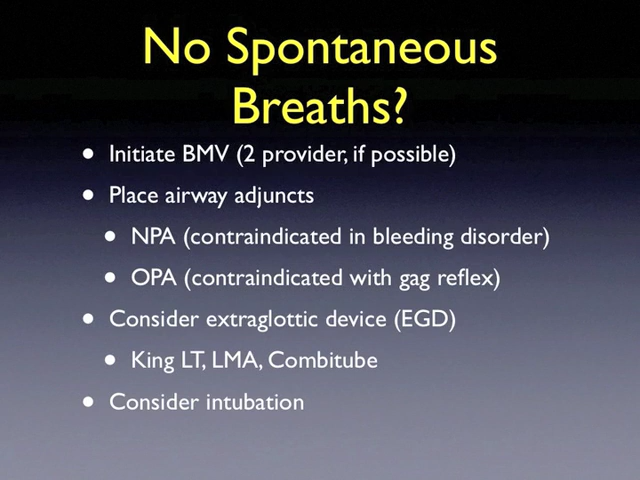 No Spontaneous
Breaths?
• Initiate BMV (2 provider, if possible)
• Place airway adjuncts
• NPA (contraindicated in bleeding disorder)
• OPA (contraindicated with gag reflex)
• Consider extraglottic device (EGD)
• King LT, LMA, Combitube
• Consider intubation